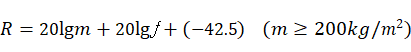 R = 20lgm + 20lgf + (−42.5) (m ≥ 200kg/m²)